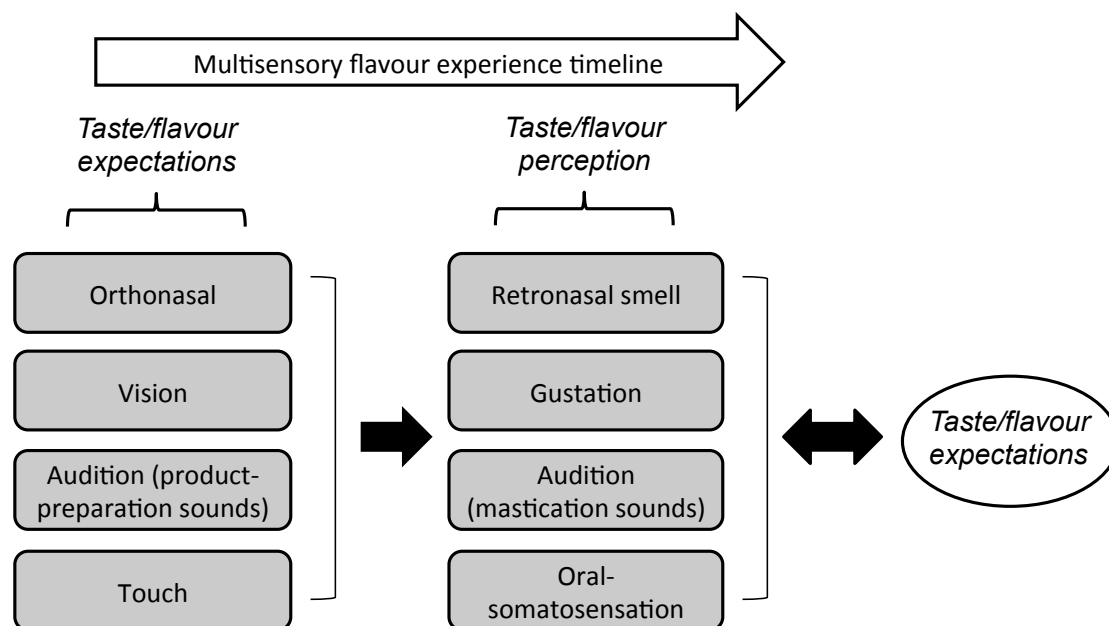 Multisensory flavour experience timeline
Taste/flavour
expectations
Taste/flavour
perception
Orthonasal
Vision
Audition (product-
preparation sounds)
Touch
Retronasal smell
Gustation
Audition
(mastication sounds)
Oral-
somatosensation
Taste/flavour
expectations